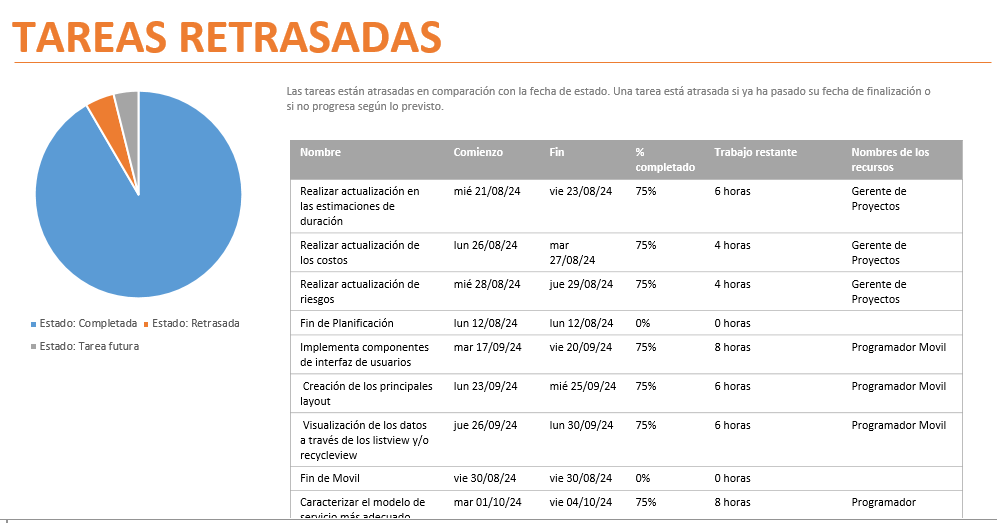 TAREAS RETRASADAS
Las tareas están atrasadas en comparación con la fecha de estado. Una tarea está atrasada si ya ha pasado su fecha de finalización o
si no progresa según lo previsto.
Estado: Completada Estado: Retrasada
Estado: Tarea futura
Nombre Comienzo Fin % completado Trabajo restante Nombres de los recursos
Realizar actualización en las estimaciones de duración mié 21/08/24 vie 23/08/24 75% 6 horas Gerente de Proyectos
Realizar actualización de los costos lun 26/08/24 mar 27/08/24 75% 4 horas Gerente de Proyectos
Realizar actualización de riesgos mié 28/08/24 jue 29/08/24 75% 4 horas Gerente de Proyectos
Fin de Planificación lun 12/08/24 lun 12/08/24 0% 0 horas
Implementa componentes de interfaz de usuarios mar 17/09/24 vie 20/09/24 75% 8 horas Programador Movil
Creación de los principales layout lun 23/09/24 mié 25/09/24 75% 6 horas Programador Movil
Visualización de los datos a través de los listview y/o recycleview jue 26/09/24 lun 30/09/24 75% 6 horas Programador Movil
Fin de Movil vie 30/08/24 vie 30/08/24 0% 0 horas
Caracterizar el modelo de servicio más adecuado mar 01/10/24 vie 04/10/24 75% 8 horas Programador